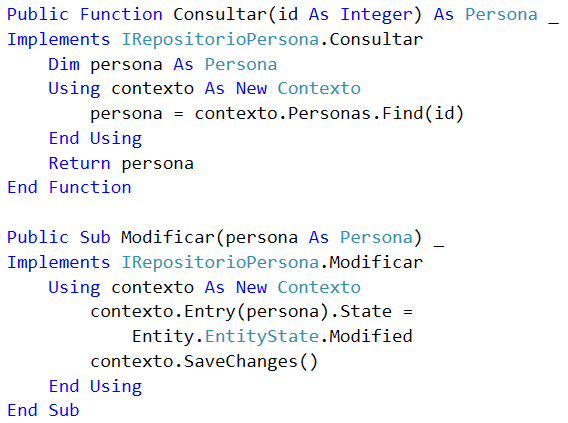 Public Function Consultar(id As Integer) As Persona _
Implements IRepositorioPersona.Consultar
    Dim persona As Persona
    Using contexto As New Contexto
        persona = contexto.Personas.Find(id)
    End Using
    Return persona
End Function

Public Sub Modificar(persona As Persona) _
Implements IRepositorioPersona.Modificar
    Using contexto As New Contexto
        contexto.Entry(persona).State =
            Entity.EntityState.Modified
        contexto.SaveChanges()
    End Using
End Sub